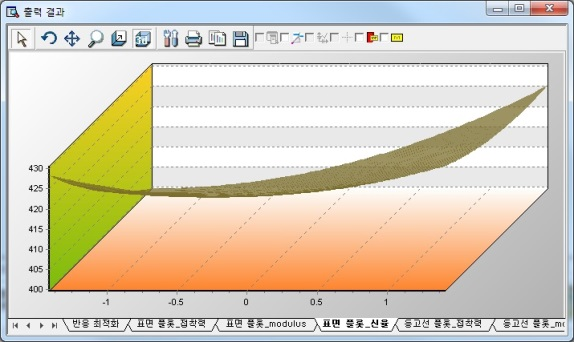 출력 결과
430
425
420
415
410
405
400
-1
-0.5
0
0.5
1
반응 최적화
표면 플롯_접착력
표면 플롯_modulus
표면 플롯_신율
등고선 플롯_접착력
등고선 플롯_mo